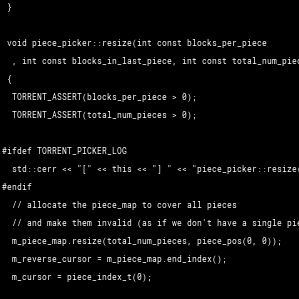 }
void piece_picker::resize(int const blocks_per_piece
, int const blocks_in_last_piece, int const total_num_piec
{
TORRENT_ASSERT(blocks_per_piece > 0);
TORRENT_ASSERT(total_num_pieces > 0);
#ifdef TORRENT_PICKER_LOG
std::cerr << "[" << this << "] " << "piece_picker::resize(
#endif
// allocate the piece_map to cover all pieces
// and make them invalid (as if we don't have a single pie
m_piece_map.resize(total_num_pieces, piece_pos(0, 0));
m_reverse_cursor = m_piece_map.end_index();
m_cursor = piece_index_t(0);